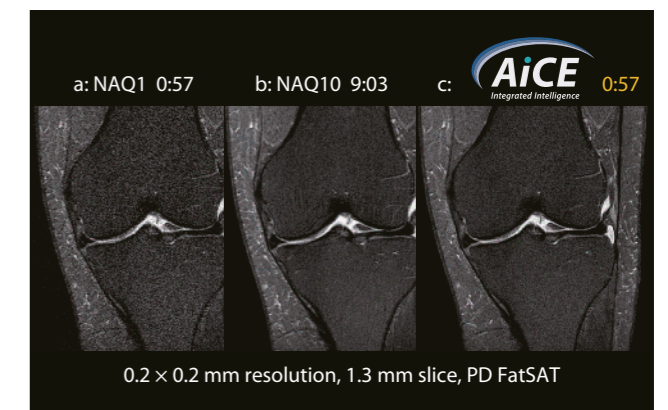 a: NAQ1 0:57
b: NAQ10 9:03
c: AiCE 0:57
Integrated Intelligence
0.2 × 0.2 mm resolution, 1.3 mm slice, PD FatSAT